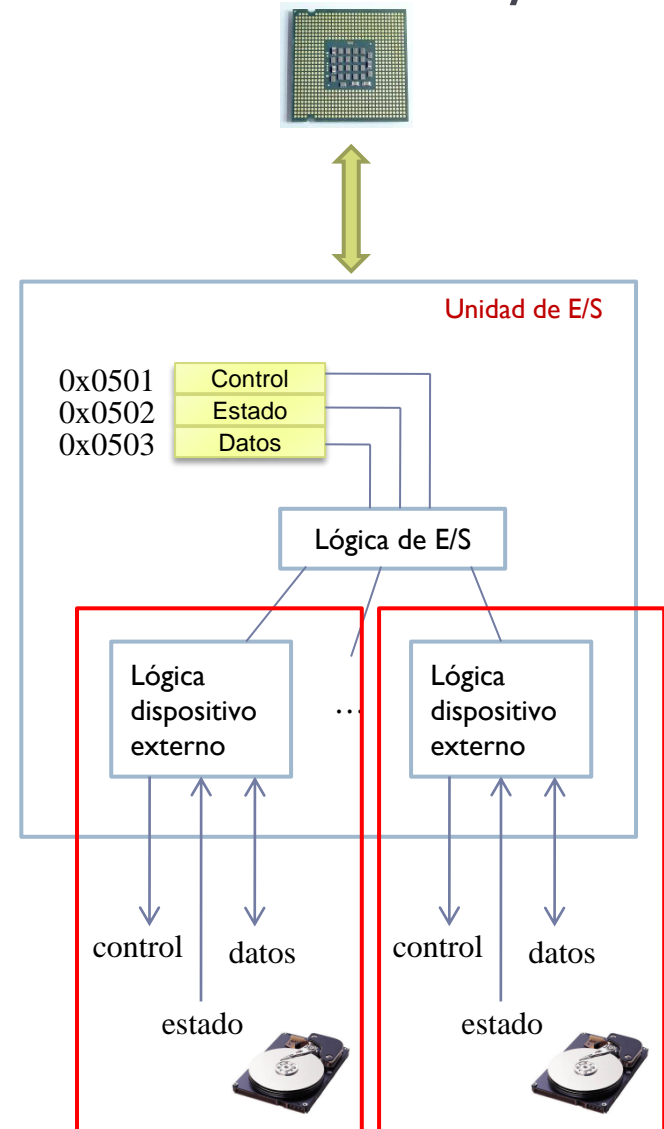 Unidad de E/S
0x0501 Control
0x0502 Estado
0x0503 Datos
Lógica de E/S
Lógica
dispositivo
externo
…
Lógica
dispositivo
externo
control
datos
estado
control
datos
estado